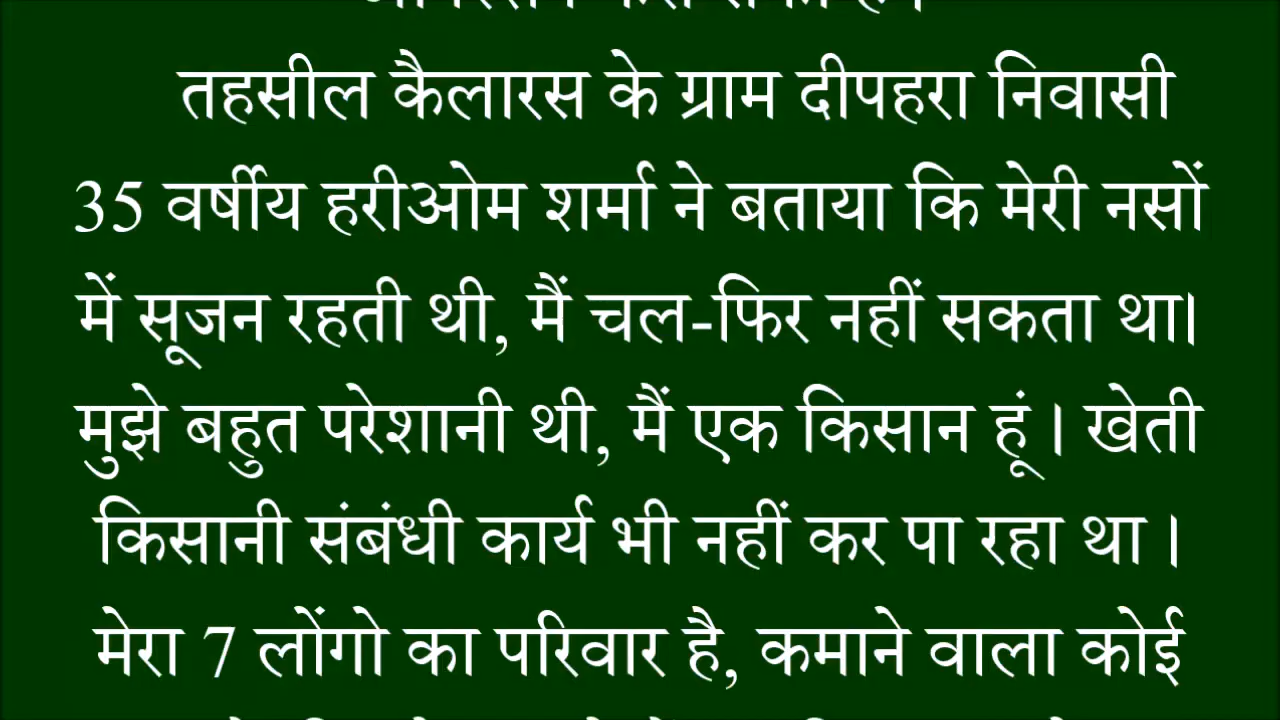 तहसील कैलारस के ग्राम दीपहरा निवासी
35 वर्षीय हरीओम शर्मा ने बताया कि मेरी नसों
में सूजन रहती थी, मैं चल-फिर नहीं सकता था।
मुझे बहुत परेशानी थी, मैं एक किसान हूं । खेती
किसानी संबंधी कार्य भी नहीं कर पा रहा था ।
मेरा 7 लोंगो का परिवार है, कमाने वाला कोई